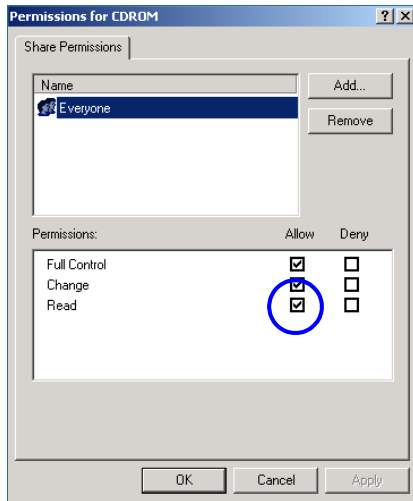 Permissions for CDROM
Share Permissions
Name
Add...
Everyone
Remove
Permissions: Allow Deny
Full Control
Change
Read
OK Cancel Apply